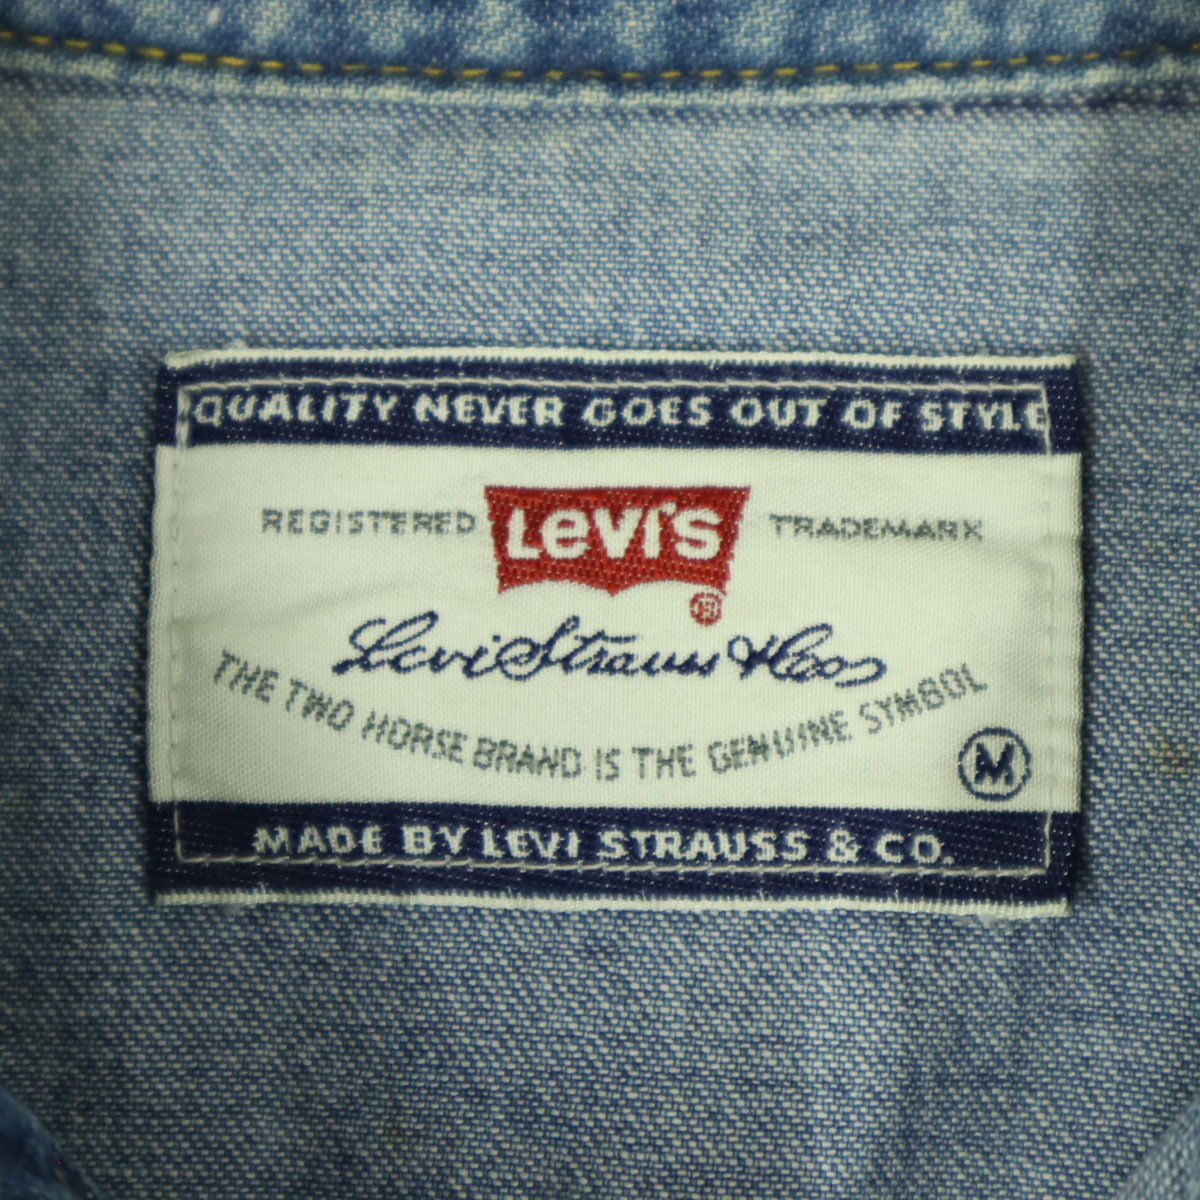 QUALITY NEVER GOES OUT OF STYLE
REGISTERED LEVI'S TRADEMARK
®
Levi Strauss & Co
THE TWO HORSE BRAND IS THE GENUINE SYMBOL
M
MADE BY LEVI STRAUSS & CO.